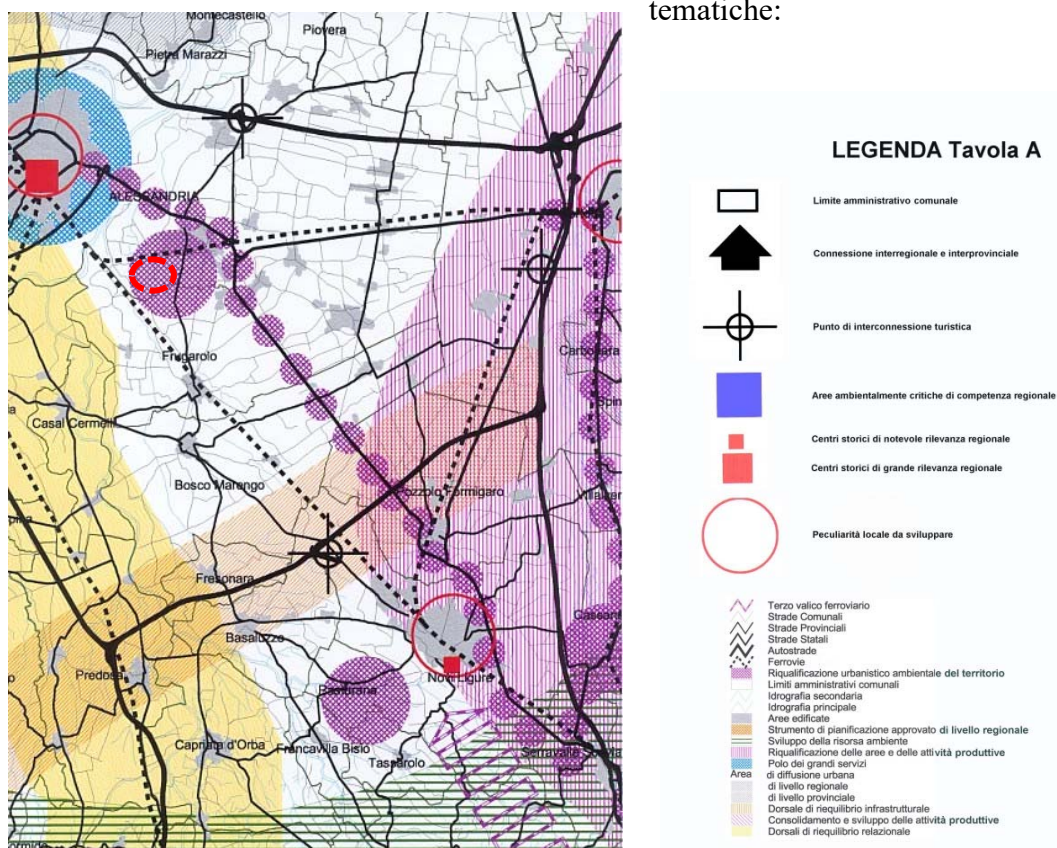 tematiche:
Montecastello
Piovera
Pietra Marazzi
ALESSANDRIA
Frugarolo
Carbonara
Spin
Casal Cermelli
Bosco Marengo
Pozzolo Formigaro
Villalver
Fresonara
Cassan
Basaluzzo
Predosa
Novi Ligure
Pasturana
Capriata d'Orba
Francavilla Bisio
Tassarolo
Serravalle
LEGENDA Tavola A
Limite amministrativo comunale
Connessione interregionale e interprovinciale
Punto di interconnessione turistica
Aree ambientalmente critiche di competenza regionale
Centri storici di notevole rilevanza regionale
Centri storici di grande rilevanza regionale
Peculiarità locale da sviluppare
Terzo valico ferroviario
Strade Comunali
Strade Provinciali
Strade Statali
Autostrade
Ferrovie
Riqualificazione urbanistico ambientale del territorio
Limiti amministrativi comunali
Idrografia secondaria
Idrografia principale
Aree edificate
Strumento di pianificazione approvato di livello regionale
Sviluppo della risorsa ambiente
Riqualificazione delle aree e delle attività produttive
Polo dei grandi servizi
Area di diffusione urbana
di livello regionale
di livello provinciale
Dorsale di riequilibrio infrastrutturale
Consolidamento e sviluppo delle attività produttive
Dorsali di riequilibrio relazionale